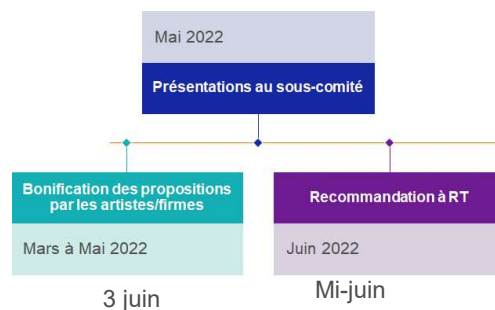 Mai 2022
Présentations au sous-comité
Bonification des propositions
par les artistes/firmes
Mars à Mai 2022
3 juin
Recommandation à RT
Juin 2022
Mi-juin